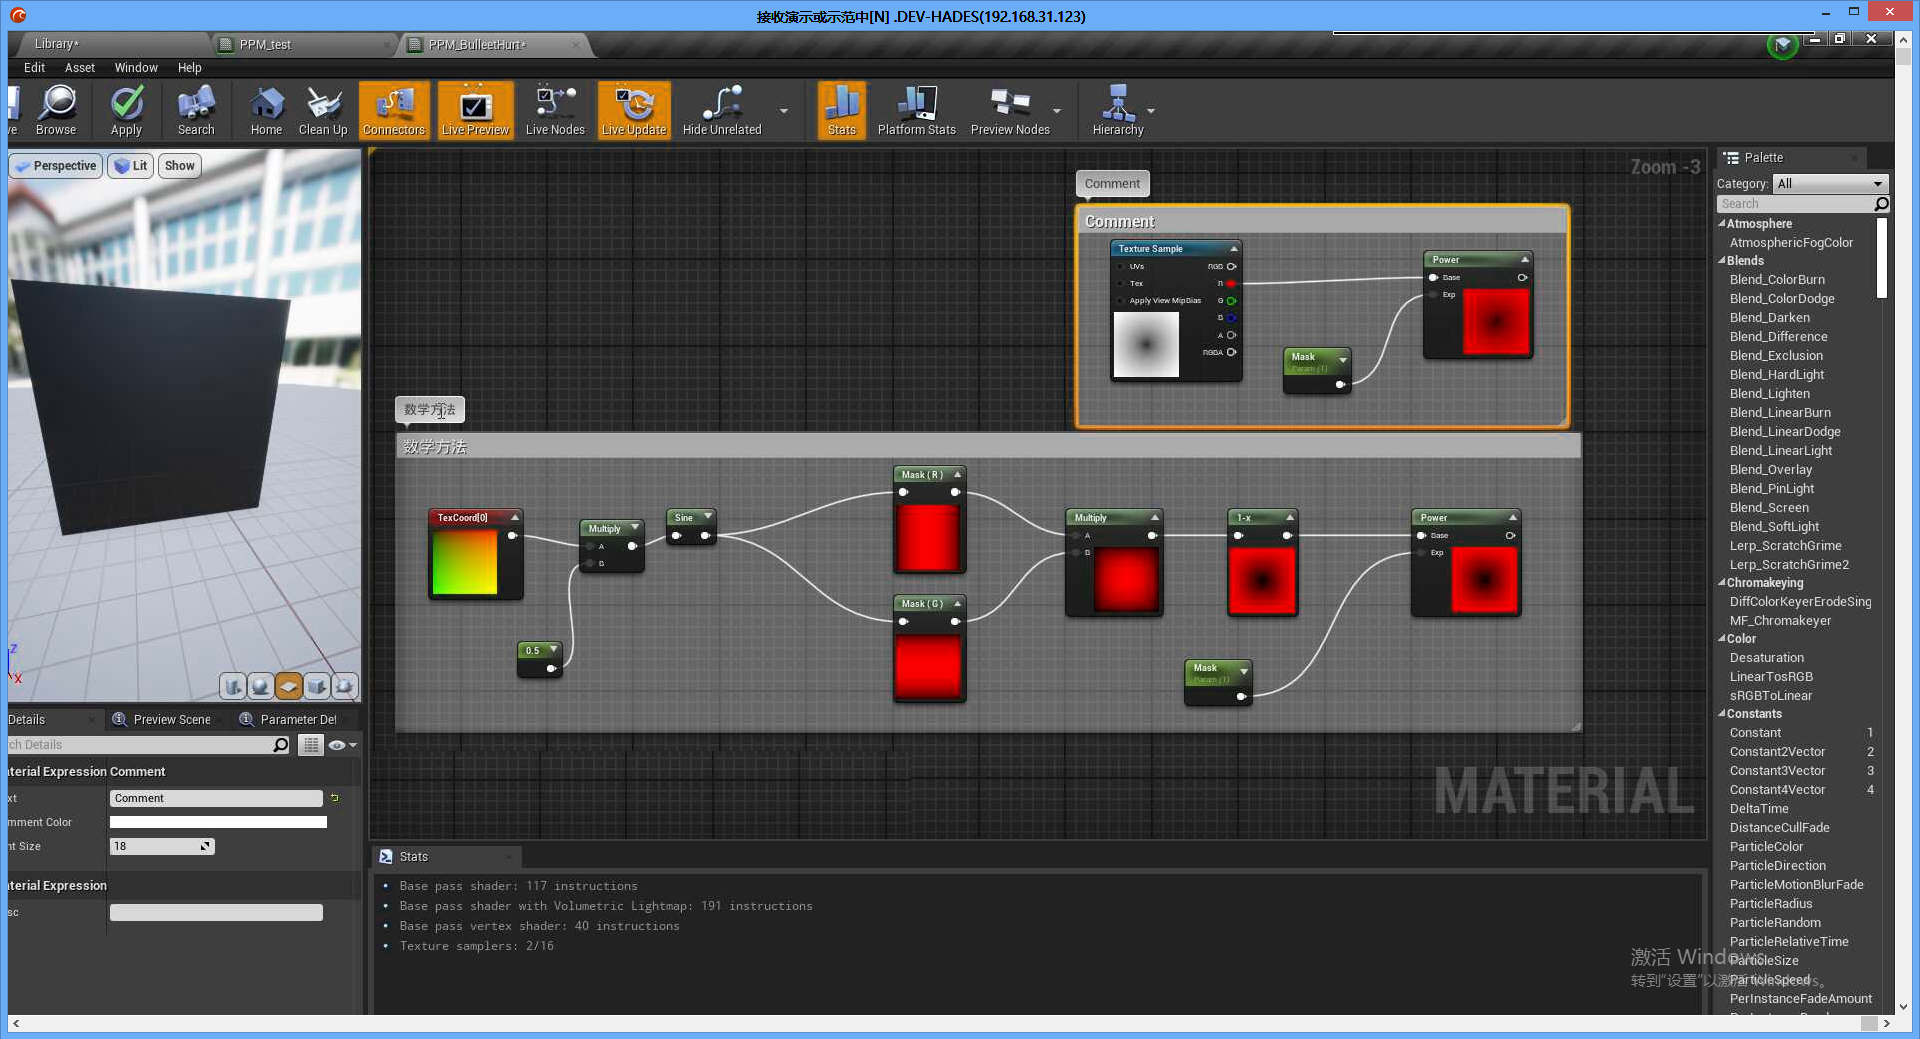 接收演示或示范中[N] .DEV-HADES(192.168.31.123)
Library*
PPM_test
PPM_BulleetHurt*
Edit Asset Window Help
ve Browse Apply Search Home Clean Up Connectors Live Preview Live Nodes Live Update Hide Unrelated Stats Platform Stats Preview Nodes Hierarchy
Perspective Lit Show
Zoom -3
Comment
Comment
Texture Sample
UVs
Tex
Apply View MipBias
RGB
R
G
B
A
RGBA
Mask
Param (1)
Power
Base
Exp
数学方法
数学方法
TexCoord[0]
Multiply
A
B
0.5
Sine
Mask ( R )
Mask ( G )
Multiply
A
B
1-x
Mask
Param (1)
Power
Base
Exp
MATERIAL
Z
X
Details
Preview Scene
Parameter Def
ch Details
aterial Expression Comment
xt Comment
mment Color
nt Size 18
aterial Expression
sc
Stats
Base pass shader: 117 instructions
Base pass shader with Volumetric Lightmap: 191 instructions
Base pass vertex shader: 40 instructions
Texture samplers: 2/16
Palette
Category: All
Search
Atmosphere
AtmosphericFogColor
Blends
Blend_ColorBurn
Blend_ColorDodge
Blend_Darken
Blend_Difference
Blend_Exclusion
Blend_HardLight
Blend_Lighten
Blend_LinearBurn
Blend_LinearDodge
Blend_LinearLight
Blend_Overlay
Blend_PinLight
Blend_Screen
Blend_SoftLight
Lerp_ScratchGrime
Lerp_ScratchGrime2
Chromakeying
DiffColorKeyerErodeSing
MF_Chromakeyer
Color
Desaturation
LinearTosRGB
sRGBToLinear
Constants
Constant 1
Constant2Vector 2
Constant3Vector 3
Constant4Vector 4
DeltaTime
DistanceCullFade
ParticleColor
ParticleDirection
ParticleMotionBlurFade
ParticleRadius
ParticleRandom
ParticleRelativeTime
ParticleSize
ParticleSpeed
PerInstanceFadeAmount
激活 Windows
转到"设置"以激活 Windows。